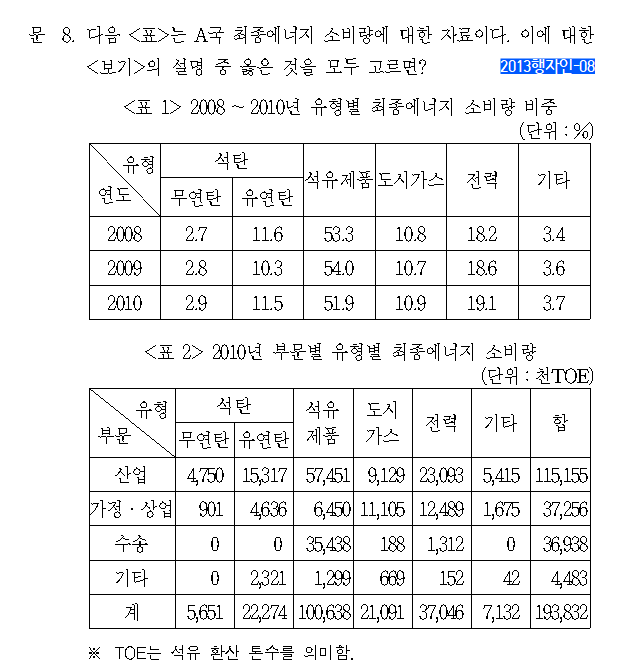 문 8. 다음 <표>는 A국 최종에너지 소비량에 대한 자료이다. 이에 대한
<보기>의 설명 중 옳은 것을 모두 고르면? 2013행자인-08
<표 1> 2008 ~ 2010년 유형별 최종에너지 소비량 비중
(단위 : %)
유형 석탄 석유제품 도시가스 전력 기타
연도 무연탄 유연탄
2008 2.7 11.6 53.3 10.8 18.2 3.4
2009 2.8 10.3 54.0 10.7 18.6 3.6
2010 2.9 11.5 51.9 10.9 19.1 3.7
<표 2> 2010년 부문별 유형별 최종에너지 소비량
(단위 : 천TOE)
유형 석탄 석유 도시 전력 기타 합
부문 무연탄 유연탄 제품 가스
산업 4,750 15,317 57,451 9,129 23,093 5,415 115,155
가정 · 상업 901 4,636 6,450 11,105 12,489 1,675 37,256
수송 0 0 35,438 188 1,312 0 36,938
기타 0 2,321 1,299 669 152 42 4,483
계 5,651 22,274 100,638 21,091 37,046 7,132 193,832
※ TOE는 석유 환산 톤수를 의미함.